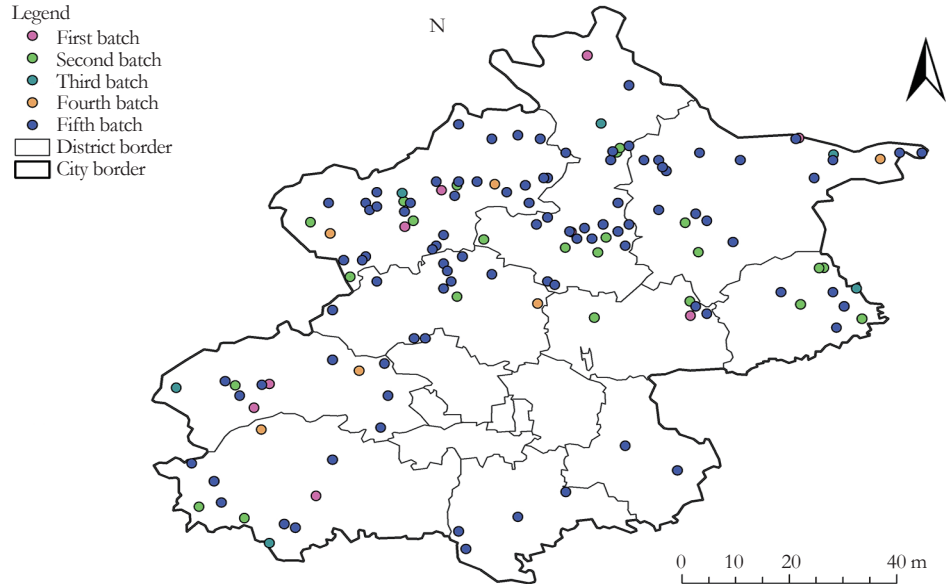 Legend
First batch
Second batch
Third batch
Fourth batch
Fifth batch
District border
City border
N
0 10 20 40 m